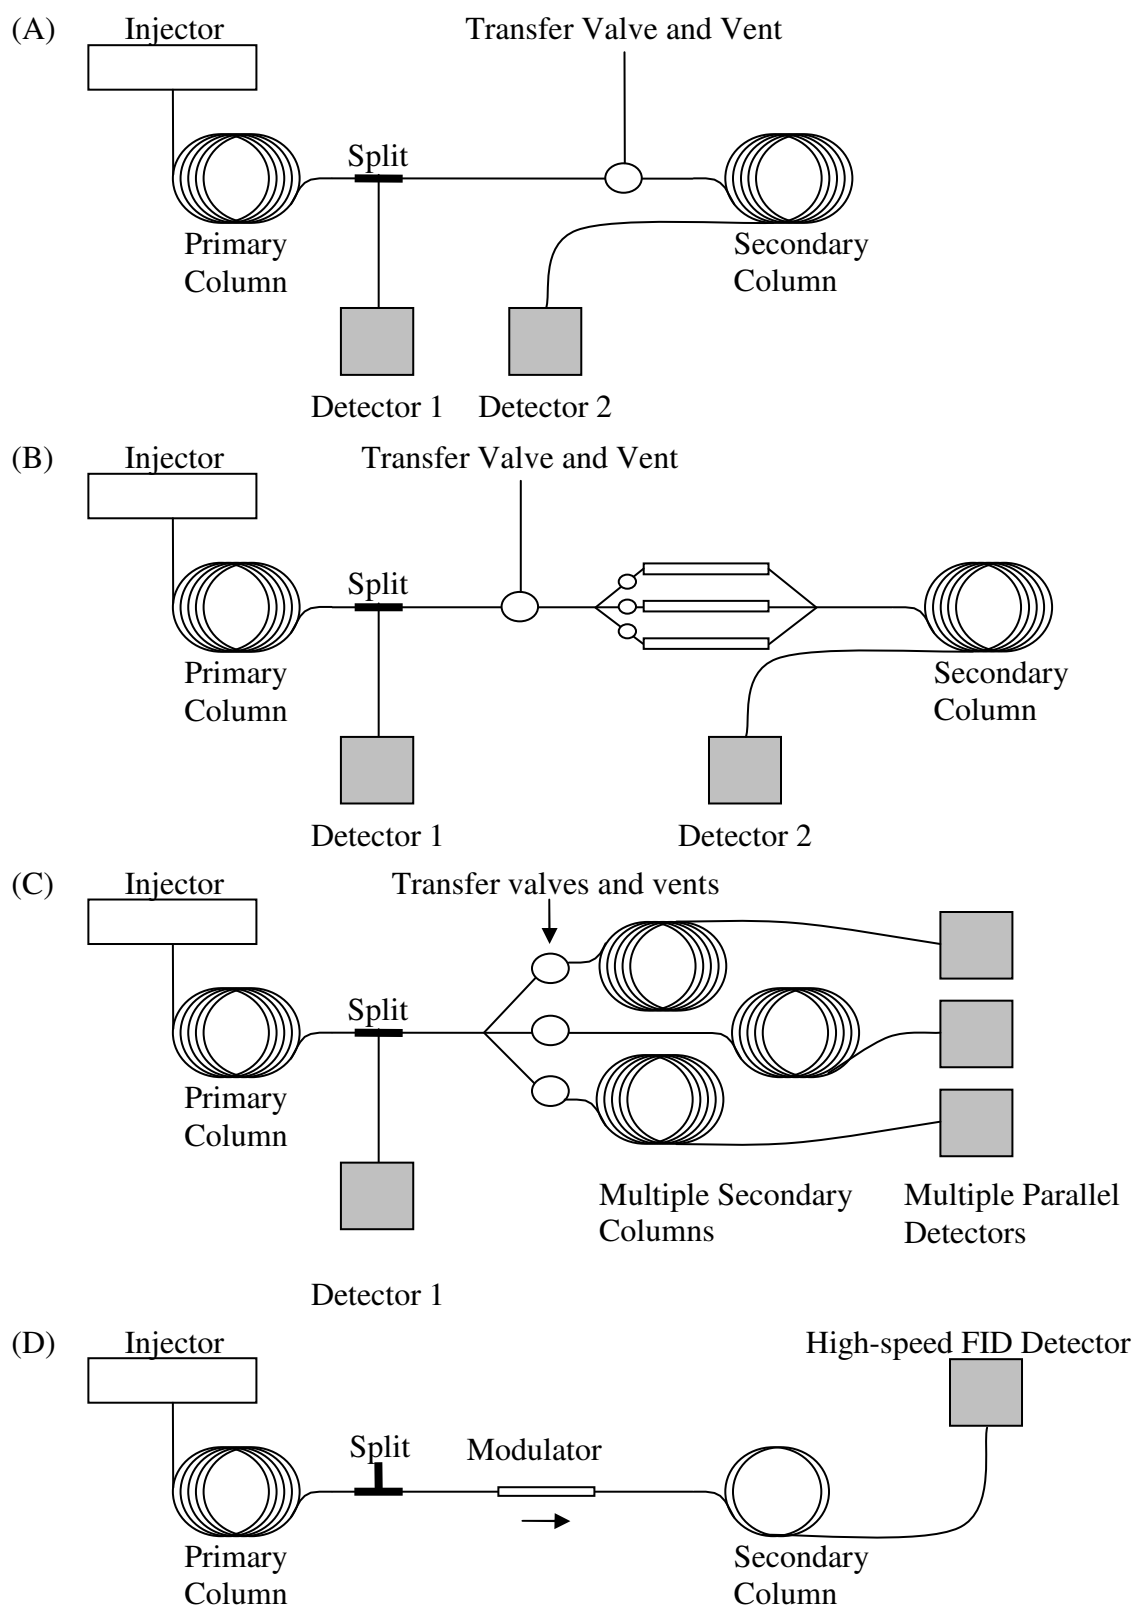 (A)
Injector
Transfer Valve and Vent
Split
Primary
Column
Secondary
Column
Detector 1
Detector 2
(B)
Injector
Transfer Valve and Vent
Split
Primary
Column
Secondary
Column
Detector 1
Detector 2
(C)
Injector
Transfer valves and vents
Split
Primary
Column
Multiple Secondary
Columns
Multiple Parallel
Detectors
Detector 1
(D)
Injector
High-speed FID Detector
Split
Modulator
Primary
Column
Secondary
Column